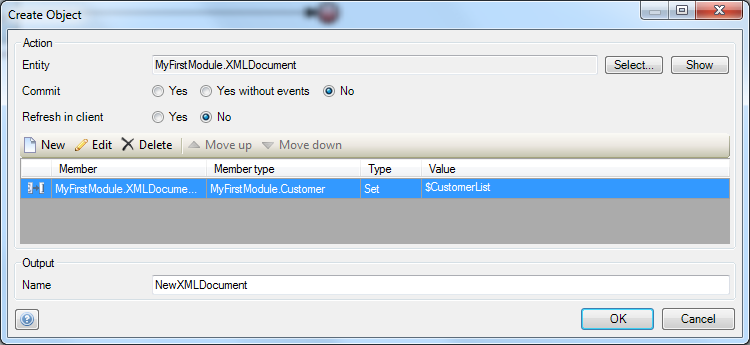 Create Object
Action
Entity MyFirstModule.XMLDocument Select... Show
Commit Yes Yes without events No
Refresh in client Yes No
New Edit Delete Move up Move down
Member Member type Type Value
MyFirstModule.XMLDocume... MyFirstModule.Customer Set $CustomerList
Output
Name NewXMLDocument
? OK Cancel